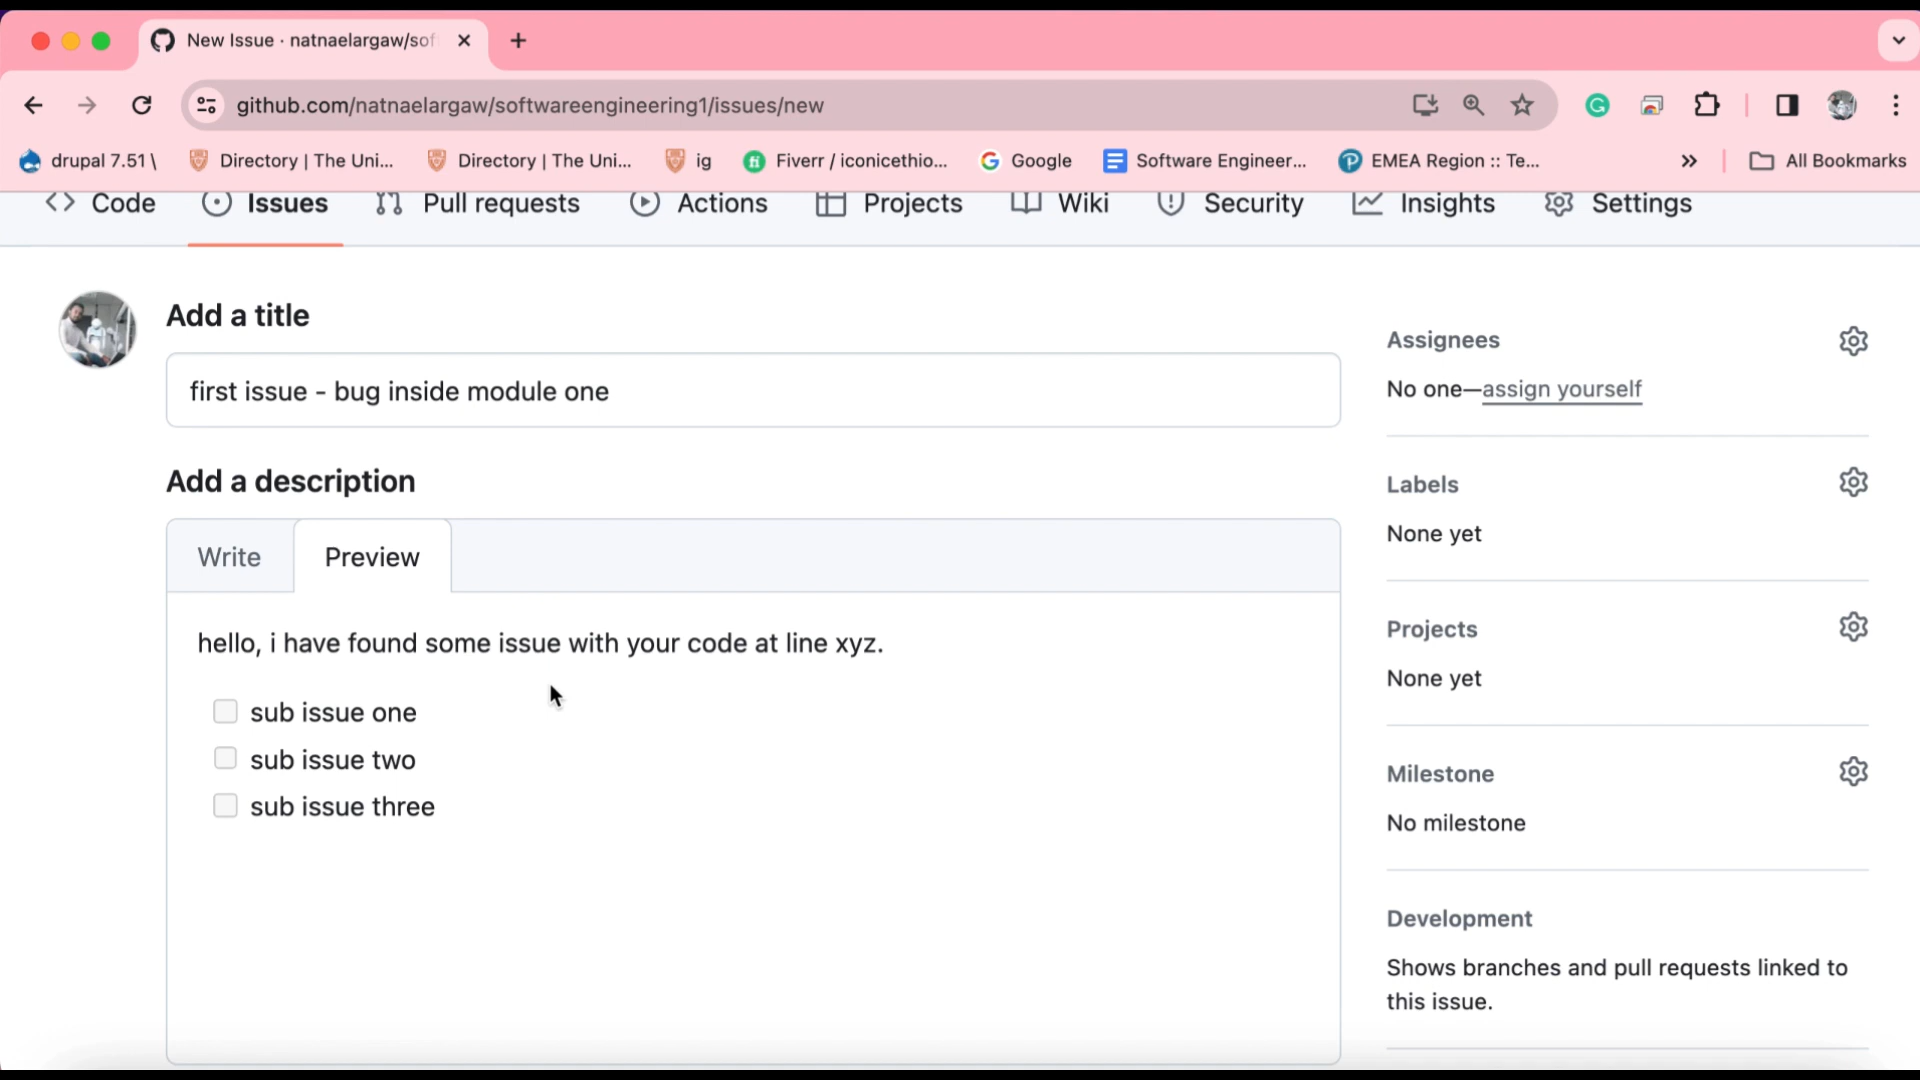 New Issue · natnaelargaw/sof
github.com/natnaelargaw/softwareengineering1/issues/new
drupal 7.51\ Directory | The Uni... Directory | The Uni... ig Fiverr / iconicethio... Google Software Engineer... EMEA Region :: Te... » All Bookmarks
Code Issues Pull requests Actions Projects Wiki Security Insights Settings
Add a title
first issue - bug inside module one
Add a description
Write Preview
hello, i have found some issue with your code at line xyz.
sub issue one
sub issue two
sub issue three
Assignees
No one—assign yourself
Labels
None yet
Projects
None yet
Milestone
No milestone
Development
Shows branches and pull requests linked to
this issue.